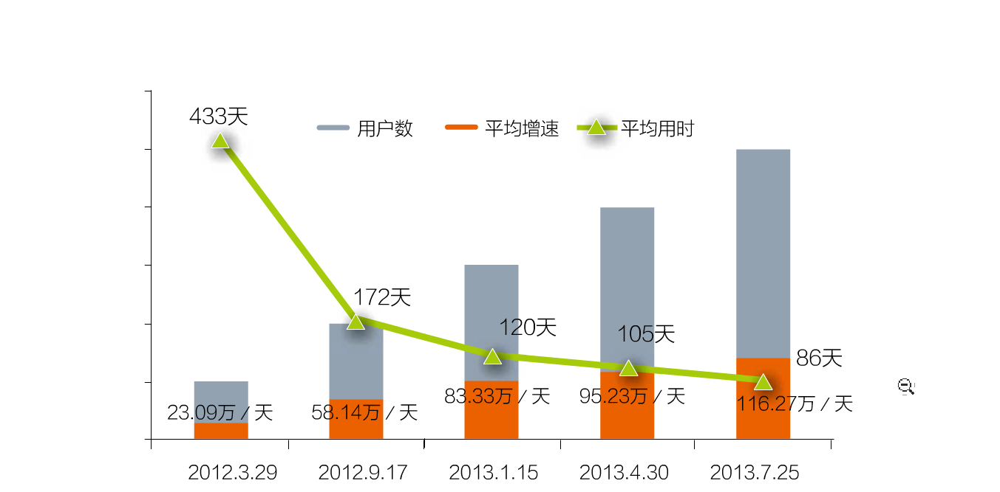 433天
用户数
平均增速
平均用时
172天
120天
105天
86天
23.09万 / 天
58.14万 / 天
83.33万 / 天
95.23万 / 天
116.27万 / 天
2012.3.29
2012.9.17
2013.1.15
2013.4.30
2013.7.25